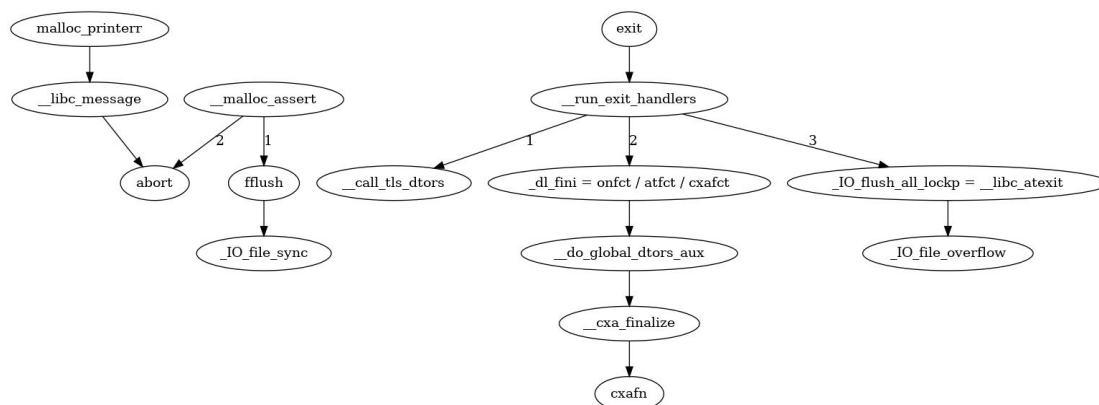 malloc_printerr
exit
__libc_message
__malloc_assert
__run_exit_handlers
2
1
1
2
3
abort
fflush
__call_tls_dtors
_dl_fini = onfct / atfct / cxafct
_IO_flush_all_lockp = __libc_atexit
_IO_file_sync
__do_global_dtors_aux
_IO_file_overflow
__cxa_finalize
cxafn